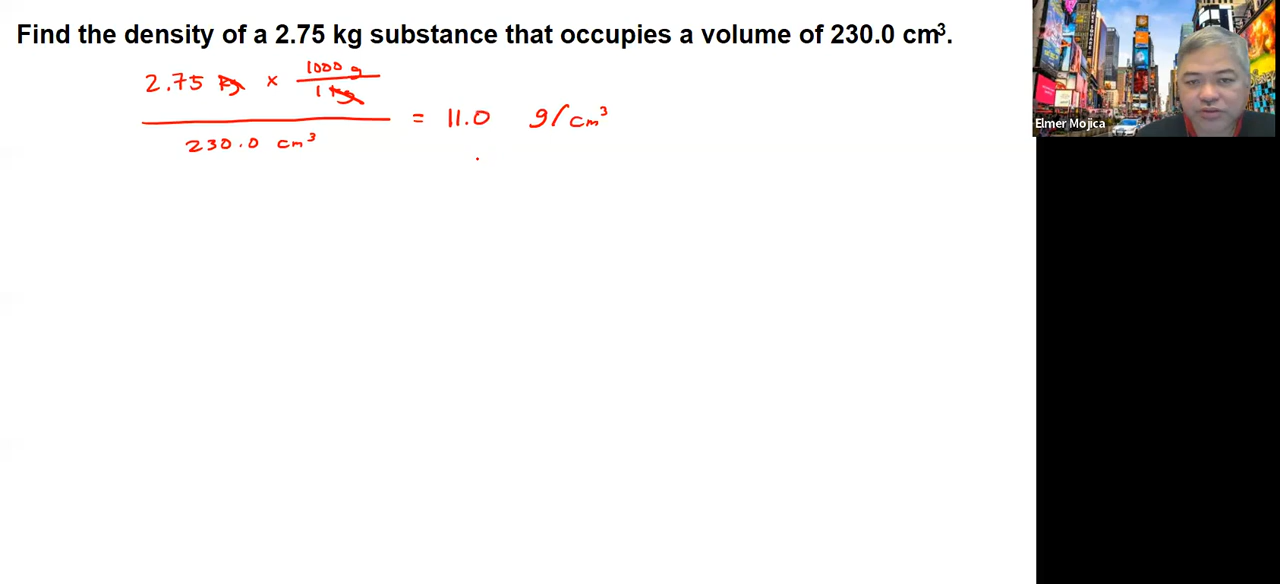 Find the density of a 2.75 kg substance that occupies a volume of 230.0 cm³.
2.75 kg × 1000 g
1 kg
= 11.0 g/cm³
230.0 cm³
Elmer Mojica